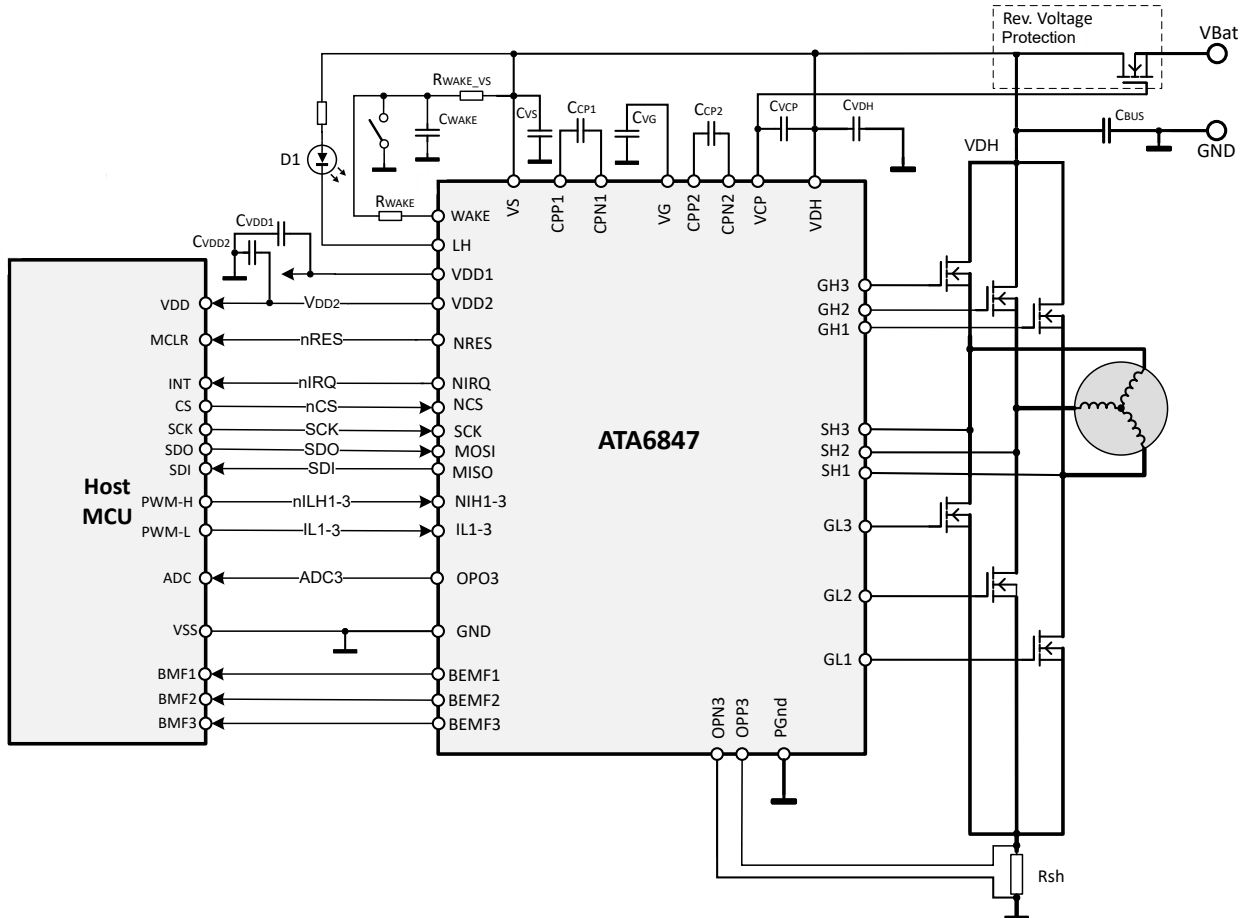 Rev. Voltage
Protection
VBat
GND
RWAKE_VS
CWAKE
CVS
CCP1
CVG
CCP2
CVCP
CVDH
CBUS
VDH
D1
RWAKE
CVDD1
CVDD2
VS
CPP1
CPN1
VG
CPP2
CPN2
VCP
VDH
WAKE
LH
VDD1
VDD VDD2 VDD2
MCLR nRES NRES
INT nIRQ NIRQ
CS nCS NCS
SCK SCK SCK
SDO SDO MOSI
SDI SDI MISO
PWM-H nILH1-3 NIH1-3
PWM-L IL1-3 IL1-3
ADC ADC3 OPO3
VSS GND
BMF1 BEMF1
BMF2 BEMF2
BMF3 BEMF3
Host
MCU
ATA6847
GH3
GH2
GH1
SH3
SH2
SH1
GL3
GL2
GL1
OPN3
OPP3
PGnd
Rsh